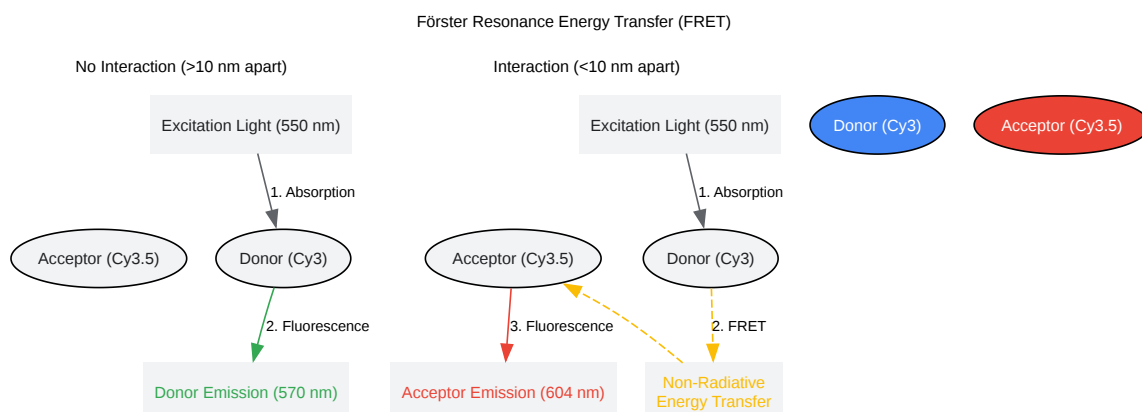 Förster Resonance Energy Transfer (FRET)
No Interaction (>10 nm apart)
Interaction (<10 nm apart)
Excitation Light (550 nm)
Excitation Light (550 nm)
Donor (Cy3)
Acceptor (Cy3.5)
1. Absorption
1. Absorption
Acceptor (Cy3.5)
Donor (Cy3)
Acceptor (Cy3.5)
Donor (Cy3)
2. Fluorescence
3. Fluorescence
2. FRET
Donor Emission (570 nm)
Acceptor Emission (604 nm)
Non-Radiative
Energy Transfer